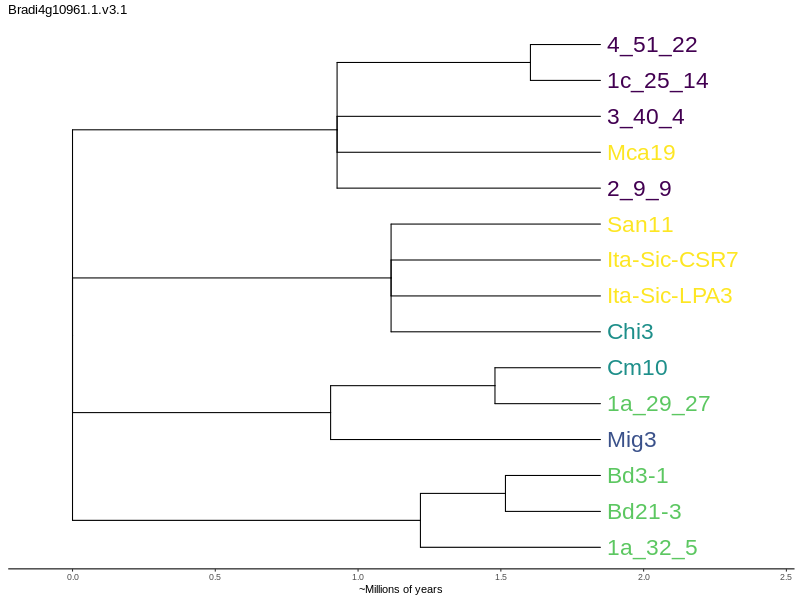 Bradi4g10961.1.v3.1
4_51_22
1c_25_14
3_40_4
Mca19
2_9_9
San11
Ita-Sic-CSR7
Ita-Sic-LPA3
Chi3
Cm10
1a_29_27
Mig3
Bd3-1
Bd21-3
1a_32_5
0.0 0.5 1.0 1.5 2.0 2.5
~Millions of years